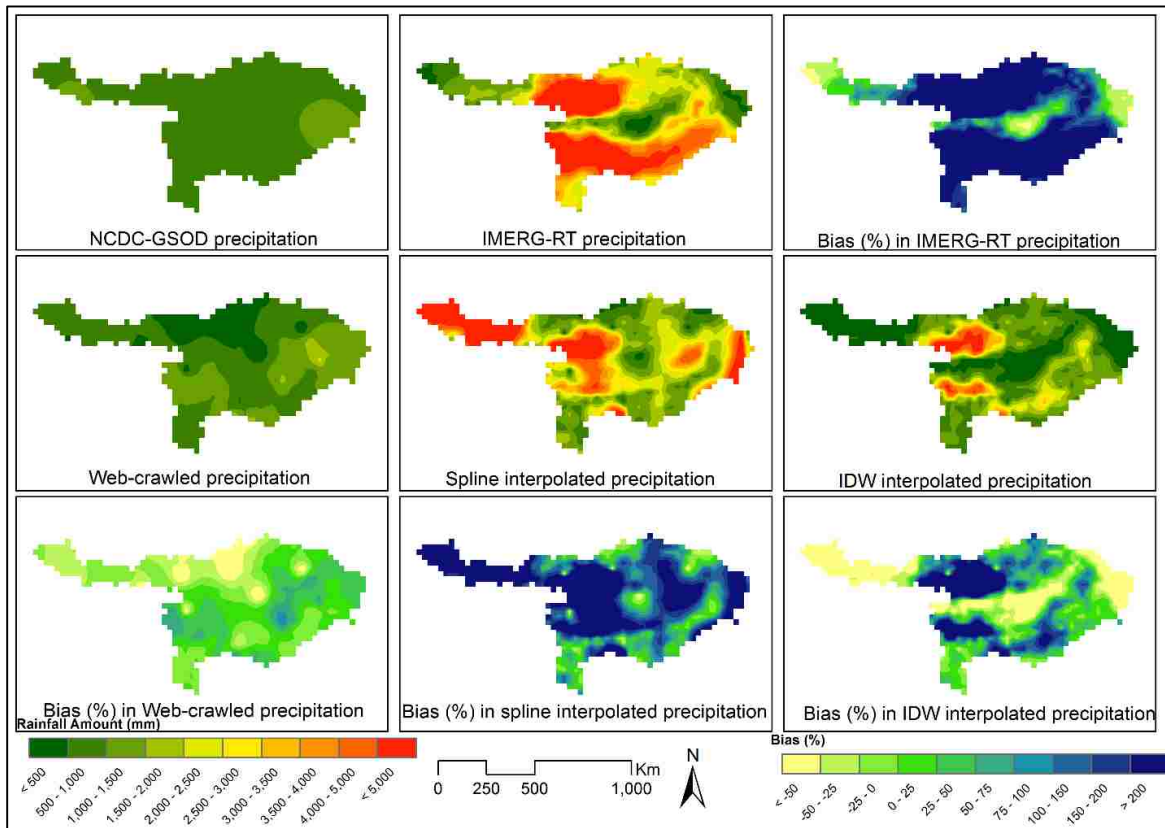 NCDC-GSOD precipitation
IMERG-RT precipitation
Bias (%) in IMERG-RT precipitation
Web-crawled precipitation
Spline interpolated precipitation
IDW interpolated precipitation
Bias (%) in Web-crawled precipitation
Bias (%) in spline interpolated precipitation
Bias (%) in IDW interpolated precipitation
Rainfall Amount (mm)
< 500
500 - 1,000
1,000 - 1,500
1,500 - 2,000
2,000 - 2,500
2,500 - 3,000
3,000 - 3,500
3,500 - 4,000
4,000 - 5,000
< 5,000
Km
0 250 500 1,000
N
Bias (%)
< -50
-50 - -25
-25 - 0
0 - 25
25 - 50
50 - 75
75 - 100
100 - 150
150 - 200
> 200